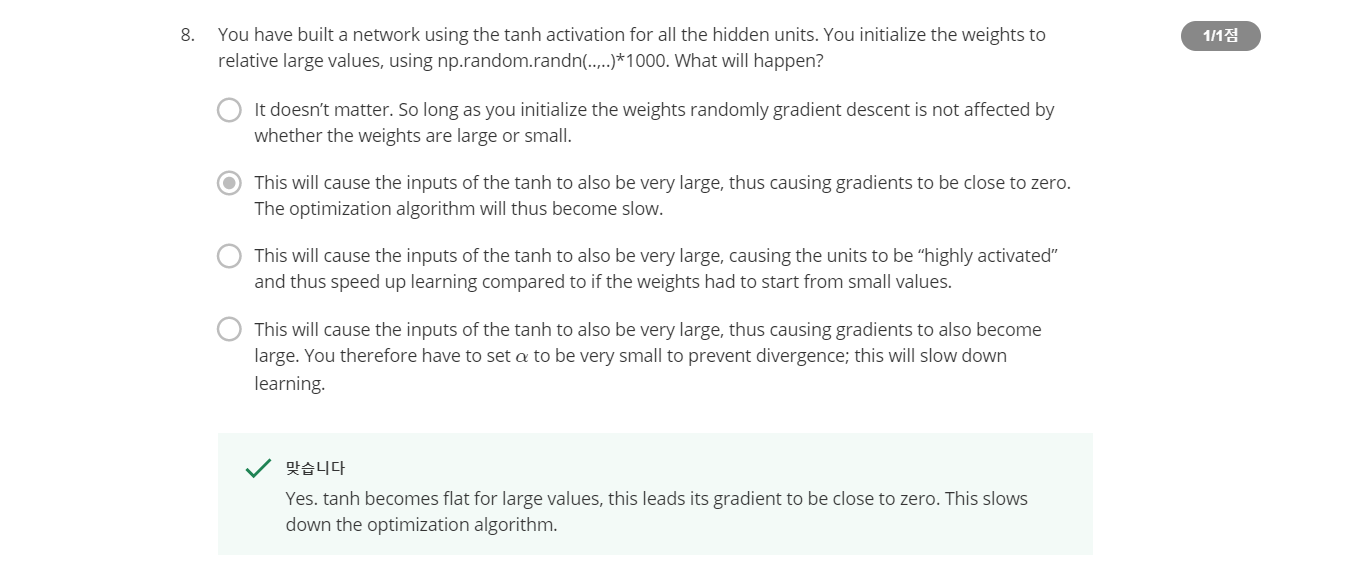 8. You have built a network using the tanh activation for all the hidden units. You initialize the weights to
1/1점
relative large values, using np.random.randn(..,..)*1000. What will happen?
It doesn’t matter. So long as you initialize the weights randomly gradient descent is not affected by
whether the weights are large or small.
This will cause the inputs of the tanh to also be very large, thus causing gradients to be close to zero.
The optimization algorithm will thus become slow.
This will cause the inputs of the tanh to also be very large, causing the units to be “highly activated”
and thus speed up learning compared to if the weights had to start from small values.
This will cause the inputs of the tanh to also be very large, thus causing gradients to also become
large. You therefore have to set α to be very small to prevent divergence; this will slow down
learning.
맞습니다
Yes. tanh becomes flat for large values, this leads its gradient to be close to zero. This slows
down the optimization algorithm.